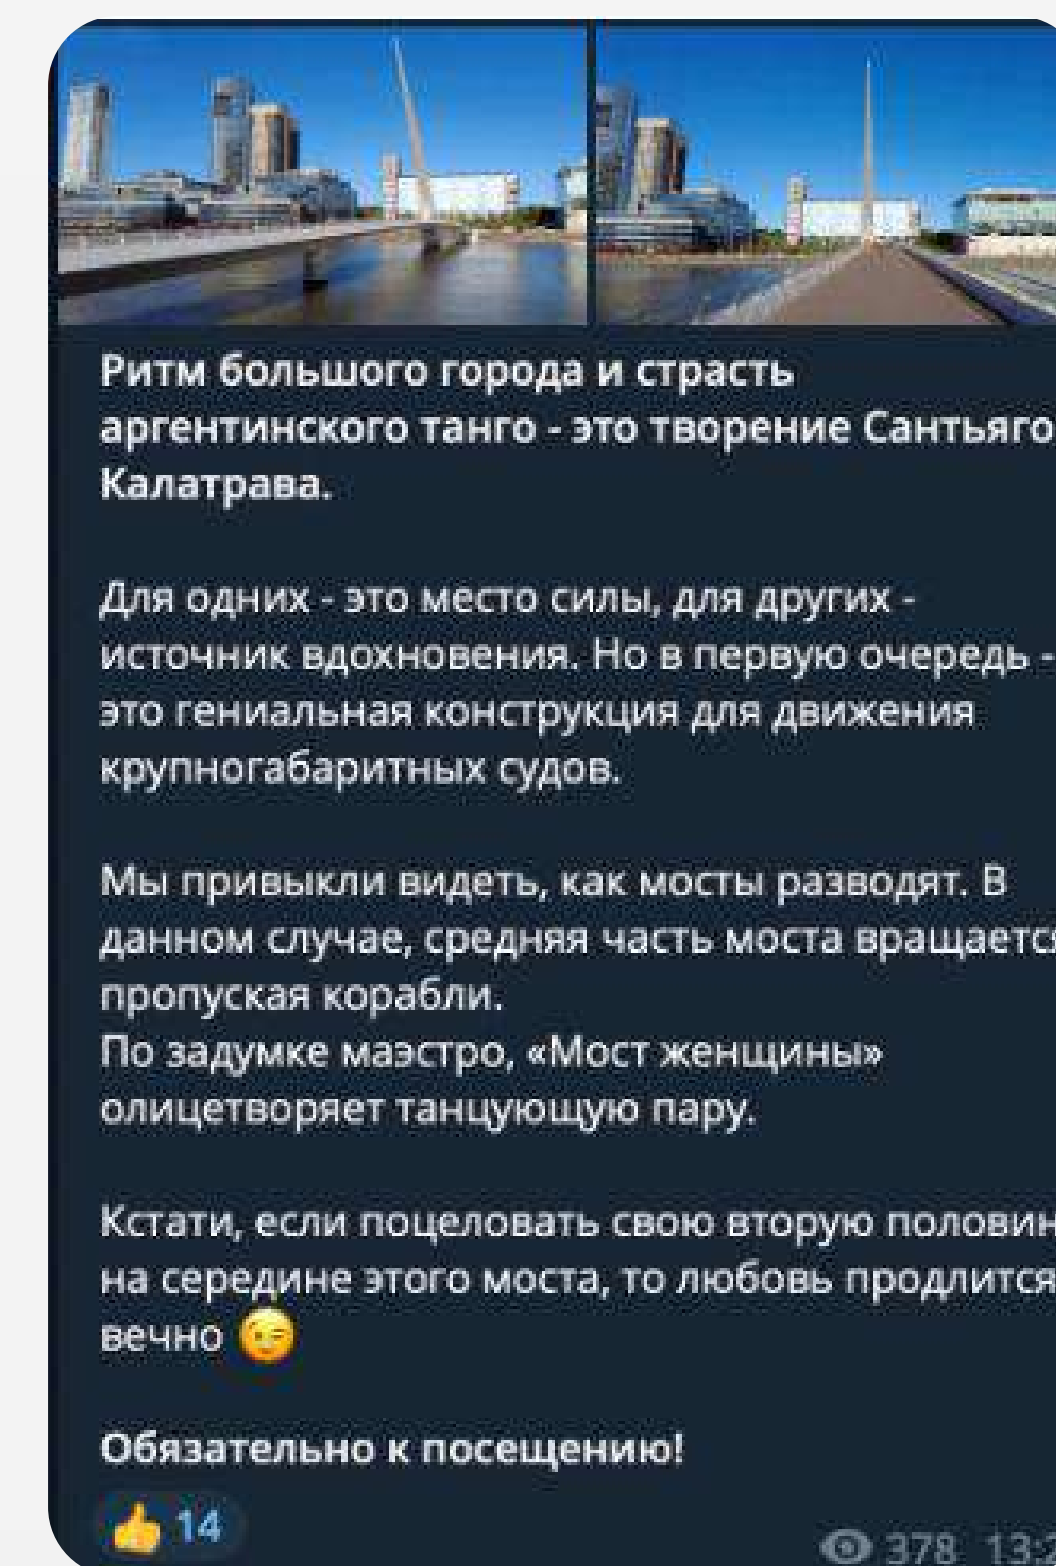 Ритм большого города и страсть
аргентинского танго - это творение Сантьяго
Калатрава.
Для одних - это место силы, для других -
источник вдохновения. Но в первую очередь -
это гениальная конструкция для движения
крупногабаритных судов.
Мы привыкли видеть, как мосты разводят. В
данном случае, средняя часть моста вращается
пропуская корабли.
По задумке маэстро, «Мост женщины»
олицетворяет танцующую пару.
Кстати, если поцеловать свою вторую
на середине этого моста, то любовь продлится
вечно
Обязательно к посещению!
14
378